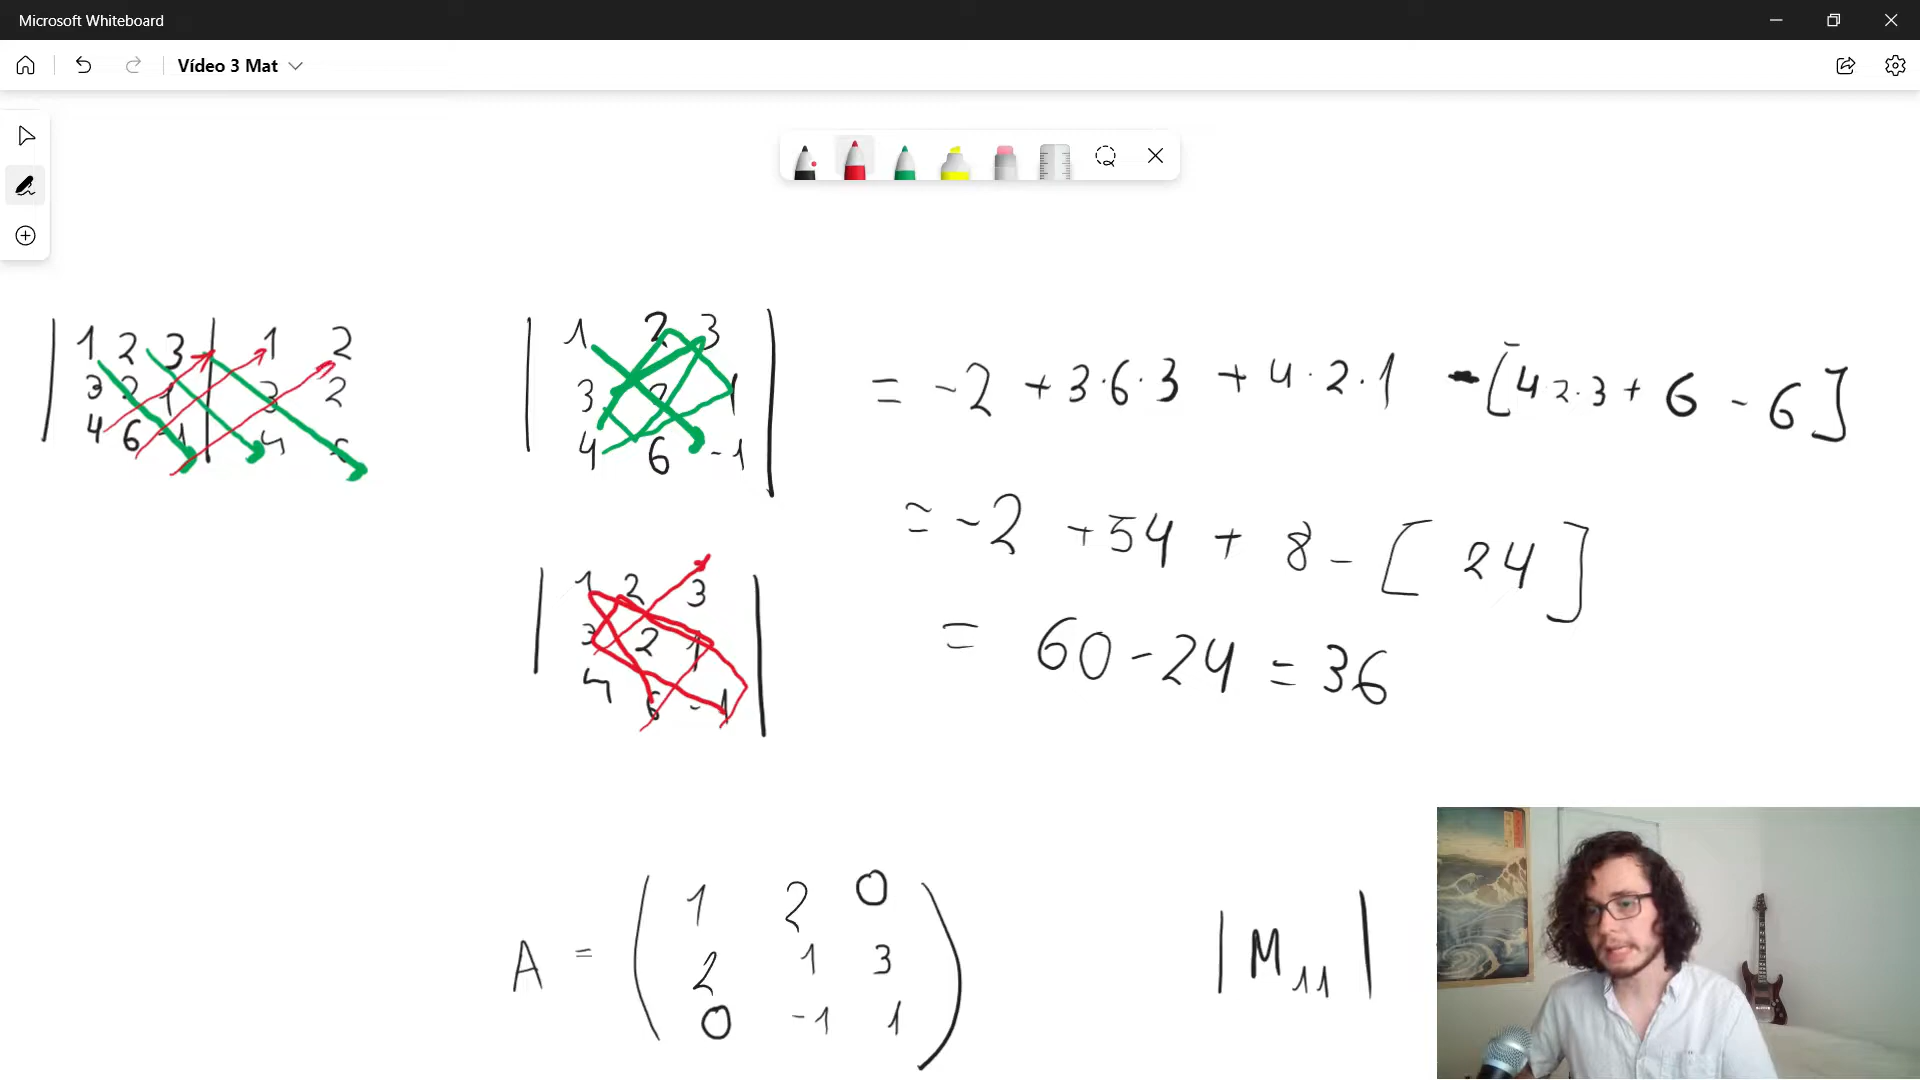 Microsoft Whiteboard
Vídeo 3 Mat
| 1 2 3 | 1 2
3 2 1 | 3 2
4 6 -1 | 4
| 1 2 3 |
3 2 1
4 6 -1
= -2 + 3·6·3 + 4·2·1 - [4·2·3 + 6 - 6]
= -2 + 54 + 8 - [ 24 ]
| 1 2 3 |
3 2 1
4 6 -1
= 60 - 24 = 36
A = ( 1 2 0
2 1 3
0 -1 1 )
| M₁₁ |